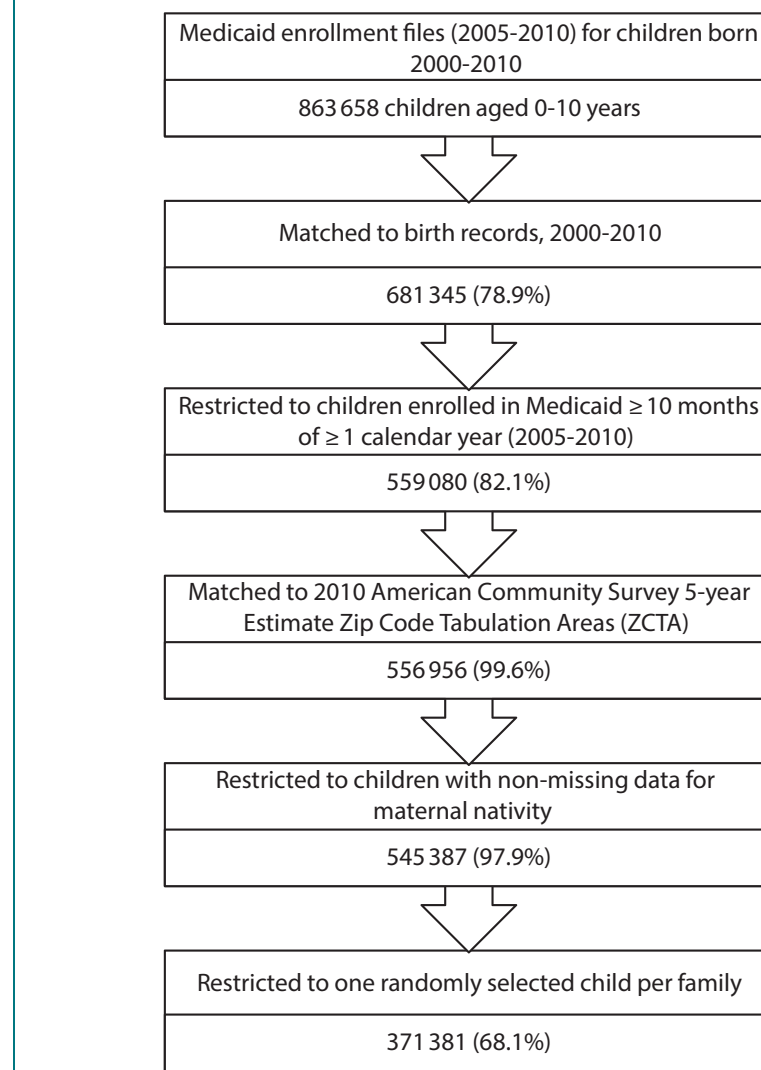 Medicaid enrollment files (2005-2010) for children born
2000-2010
863 658 children aged 0-10 years
Matched to birth records, 2000-2010
681 345 (78.9%)
Restricted to children enrolled in Medicaid ≥ 10 months
of ≥ 1 calendar year (2005-2010)
559 080 (82.1%)
Matched to 2010 American Community Survey 5-year
Estimate Zip Code Tabulation Areas (ZCTA)
556 956 (99.6%)
Restricted to children with non-missing data for
maternal nativity
545 387 (97.9%)
Restricted to one randomly selected child per family
371 381 (68.1%)